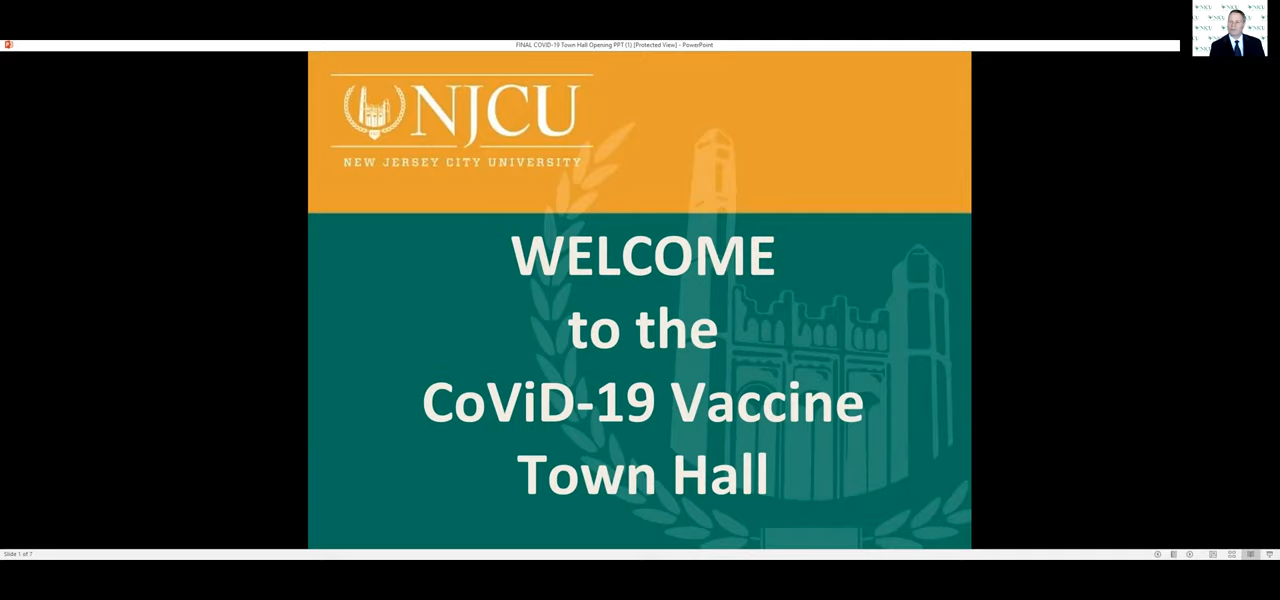 FINAL COVID-19 Town Hall Opening PPT (1) [Protected View] - PowerPoint
NJCU
NEW JERSEY CITY UNIVERSITY
WELCOME
to the
CoViD-19 Vaccine
Town Hall
Slide 1 of 7